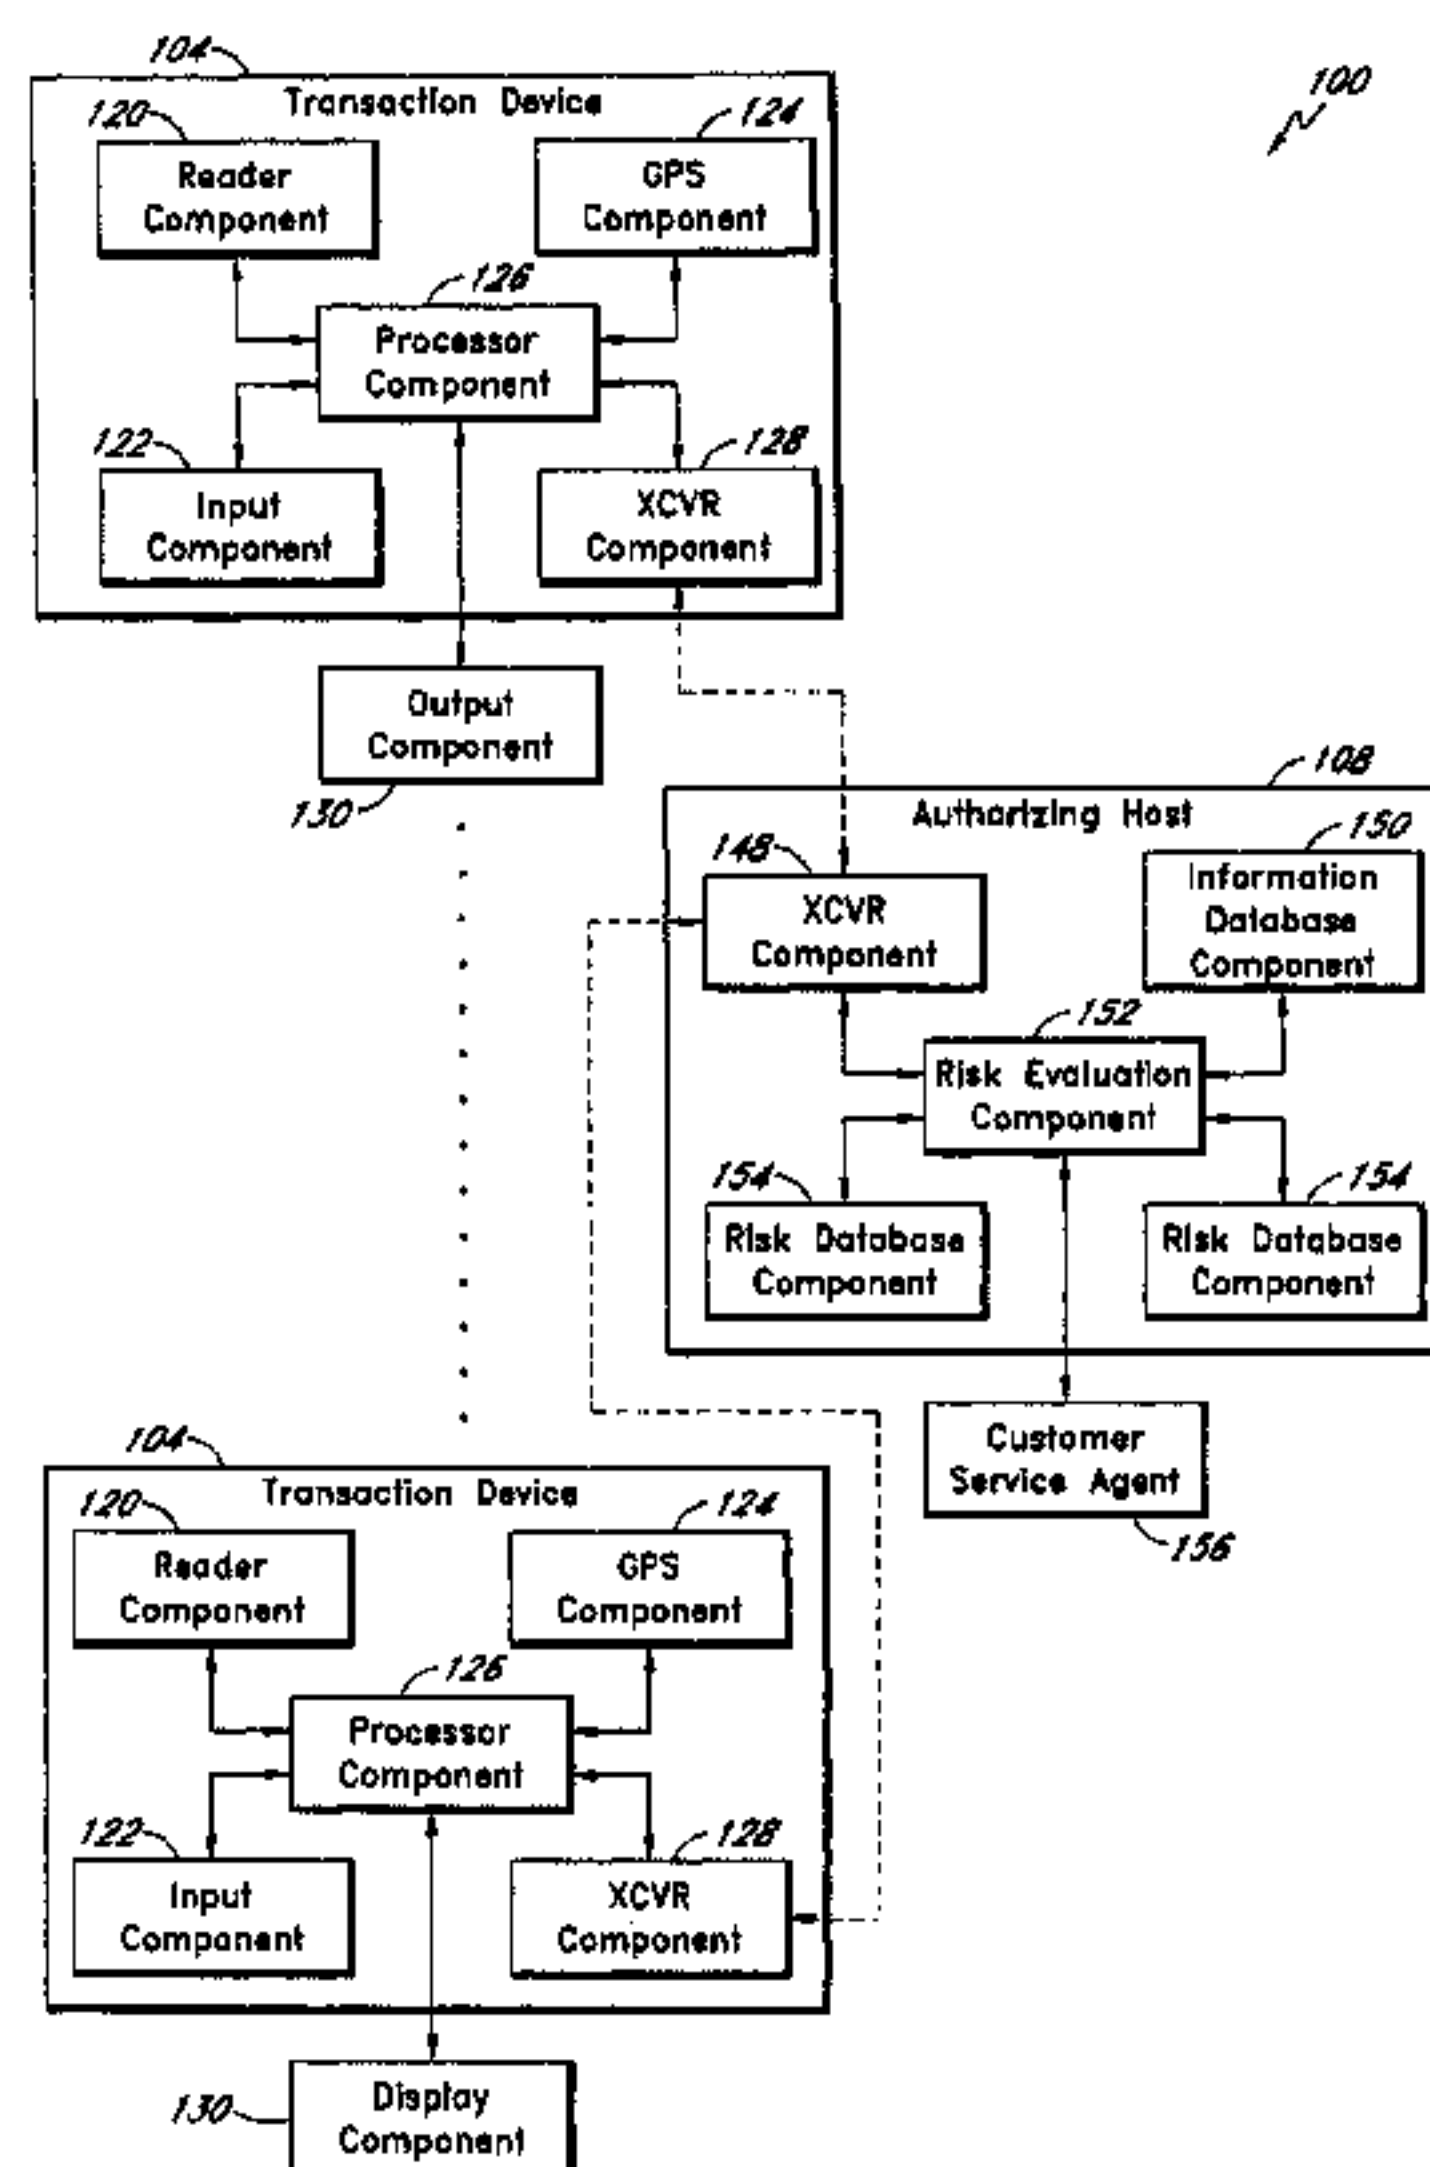 104
100
Transaction Device
120
124
Reader
Component
GPS
Component
126
Processor
Component
122
128
Input
Component
XCVR
Component
Output
Component
130
108
Authorizing Host
148
150
XCVR
Component
Information
Database
Component
152
Risk Evaluation
Component
154
154
Risk Database
Component
Risk Database
Component
Customer
Service Agent
156
104
Transaction Device
120
124
Reader
Component
GPS
Component
126
Processor
Component
122
128
Input
Component
XCVR
Component
130
Display
Component